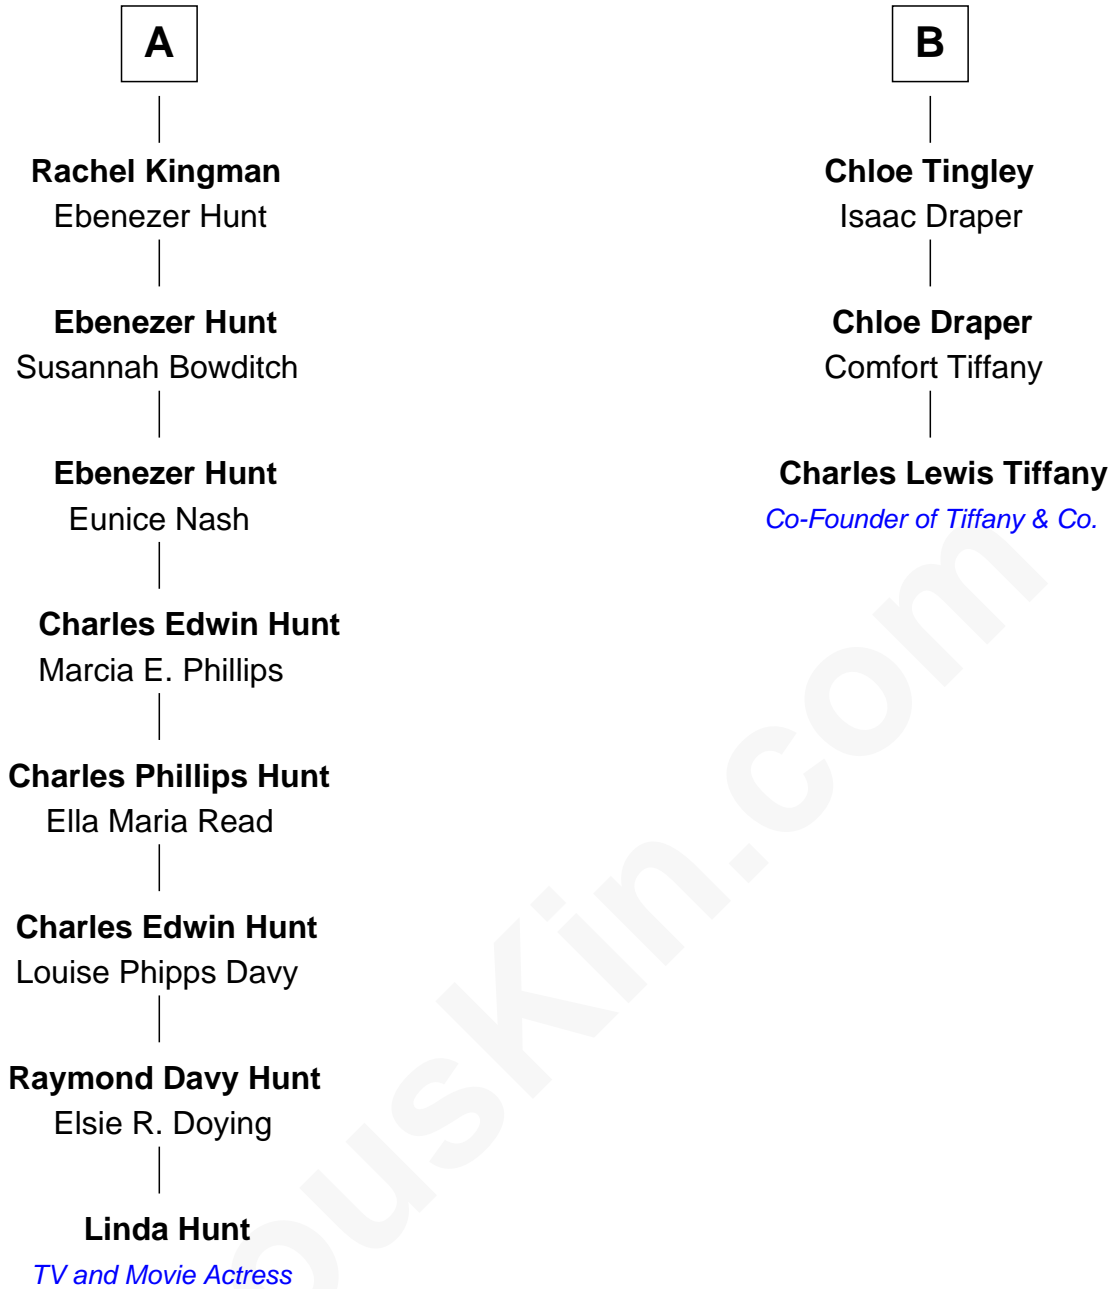 A
Rachel Kingman
Ebenezer Hunt
Ebenezer Hunt
Susannah Bowditch
Ebenezer Hunt
Eunice Nash
Charles Edwin Hunt
Marcia E. Phillips
Charles Phillips Hunt
Ella Maria Read
Charles Edwin Hunt
Louise Phipps Davy
Raymond Davy Hunt
Elsie R. Doying
Linda Hunt
TV and Movie Actress
B
Chloe Tingley
Isaac Draper
Chloe Draper
Comfort Tiffany
Charles Lewis Tiffany
Co-Founder of Tiffany & Co.
ousKin.com